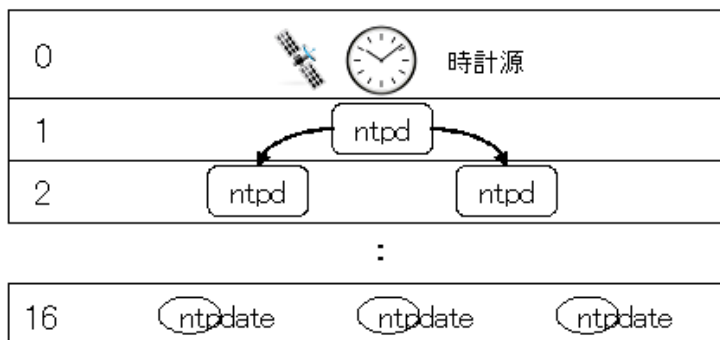 0 時計源
1 ntpd
2 ntpd ntpd
:
16 ntpdate ntpdate ntpdate